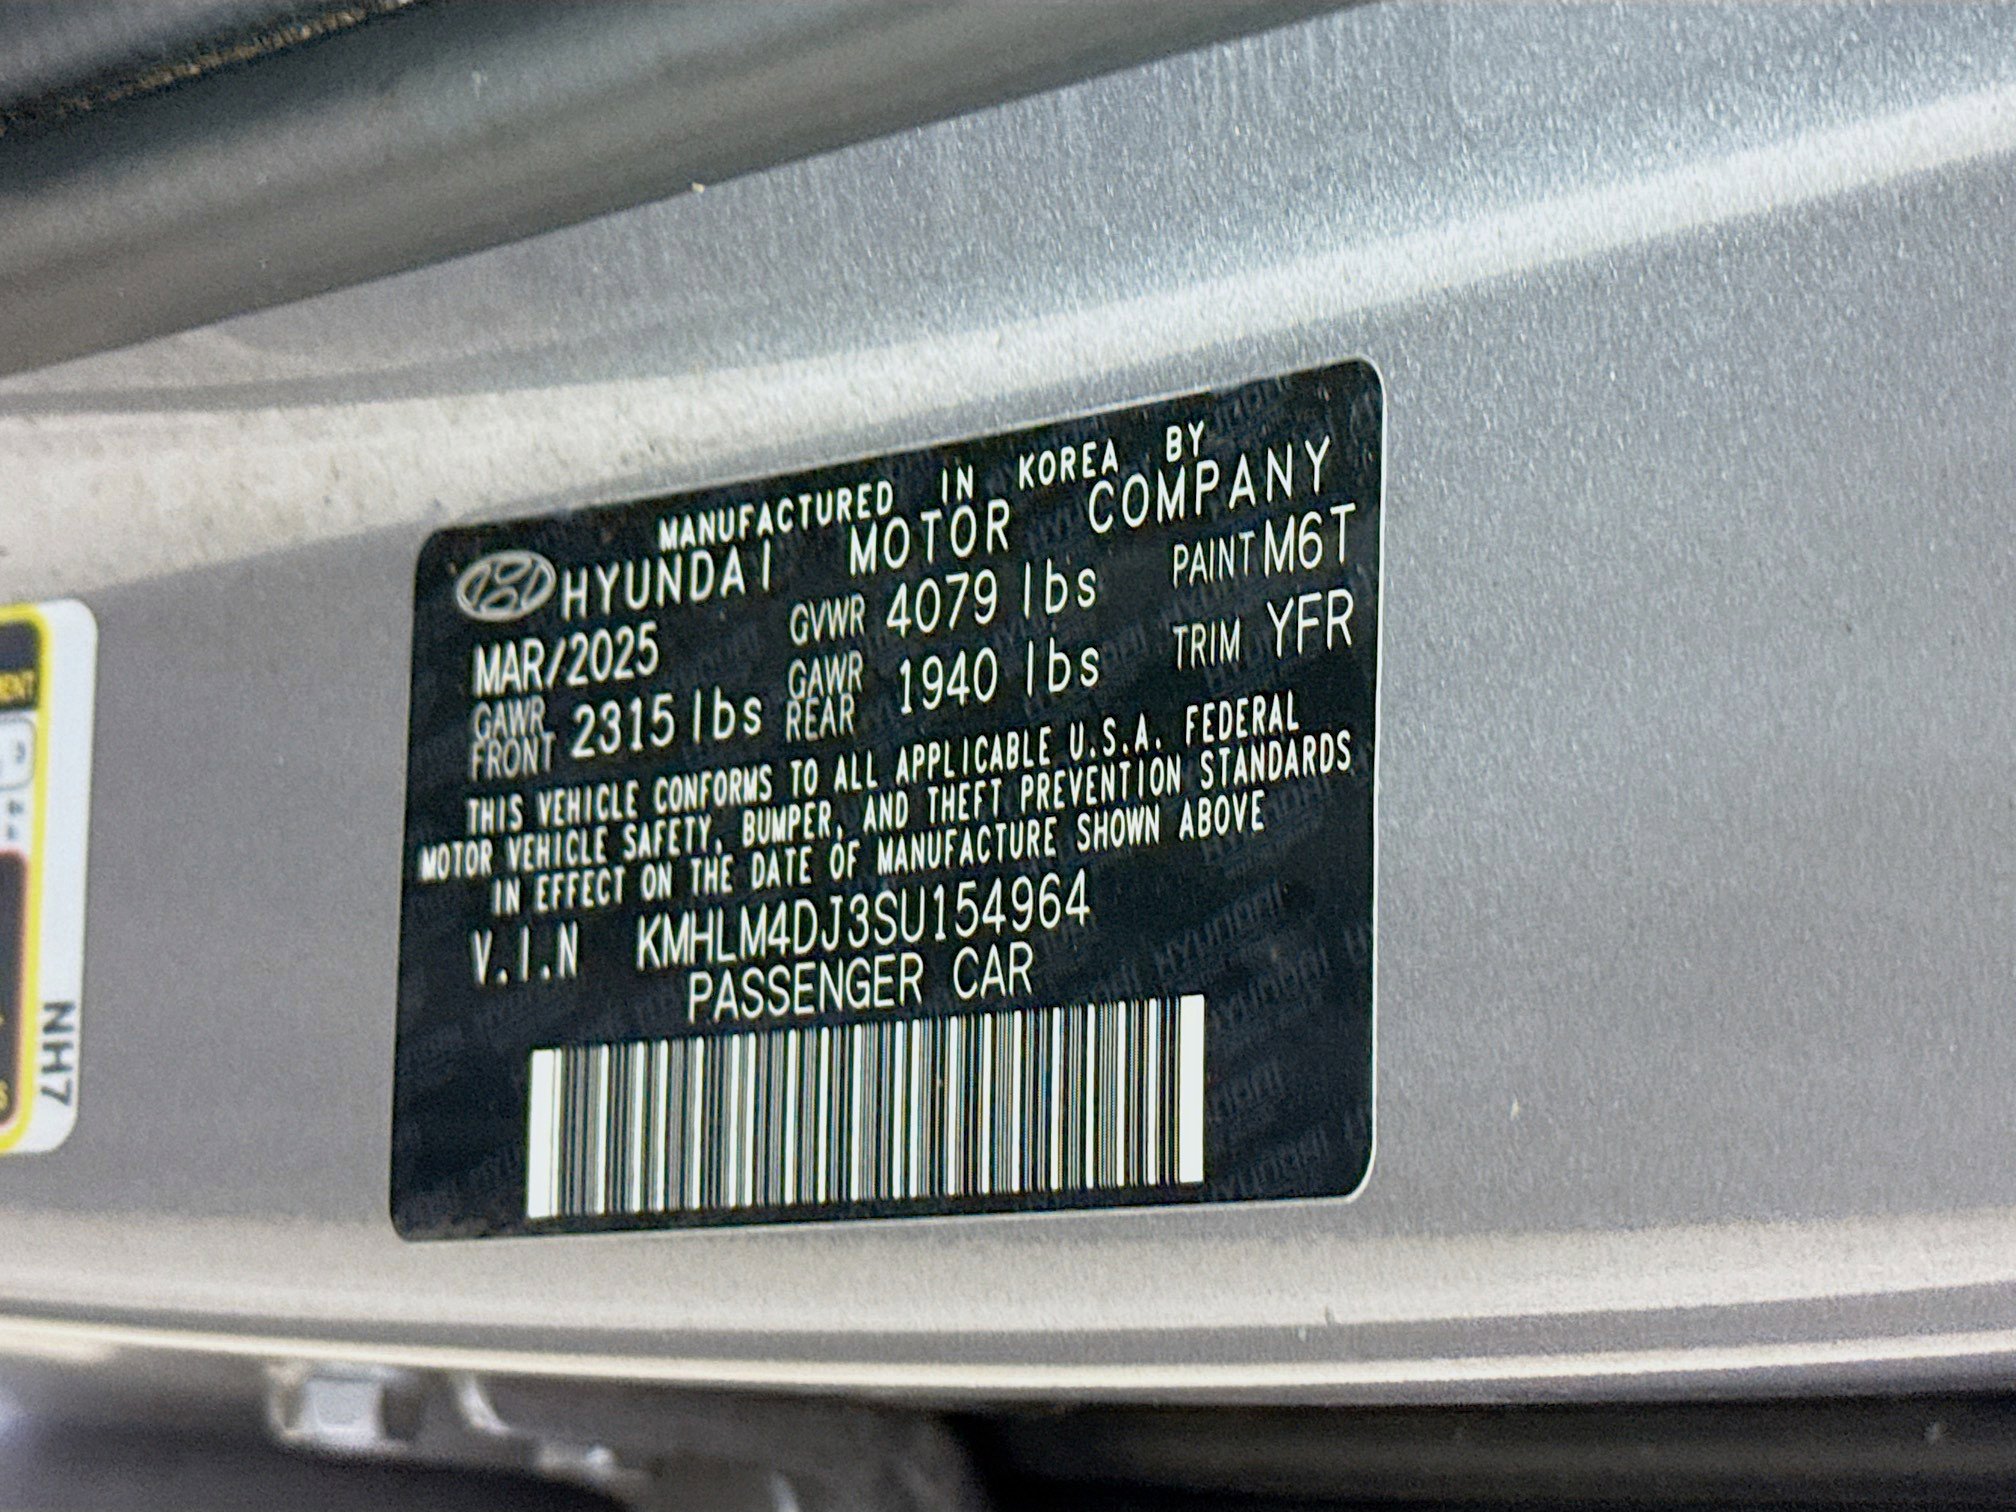 MANUFACTURED IN KOREA BY
HYUNDAI MOTOR COMPANY
MAR/2025 GVWR 4079 lbs PAINT M6T
GAWR FRONT 2315 lbs GAWR REAR 1940 lbs TRIM YFR
THIS VEHICLE CONFORMS TO ALL APPLICABLE U.S.A. FEDERAL
MOTOR VEHICLE SAFETY, BUMPER, AND THEFT PREVENTION STANDARDS
IN EFFECT ON THE DATE OF MANUFACTURE SHOWN ABOVE
V.I.N KMHLM4DJ3SU154964
PASSENGER CAR
NH7